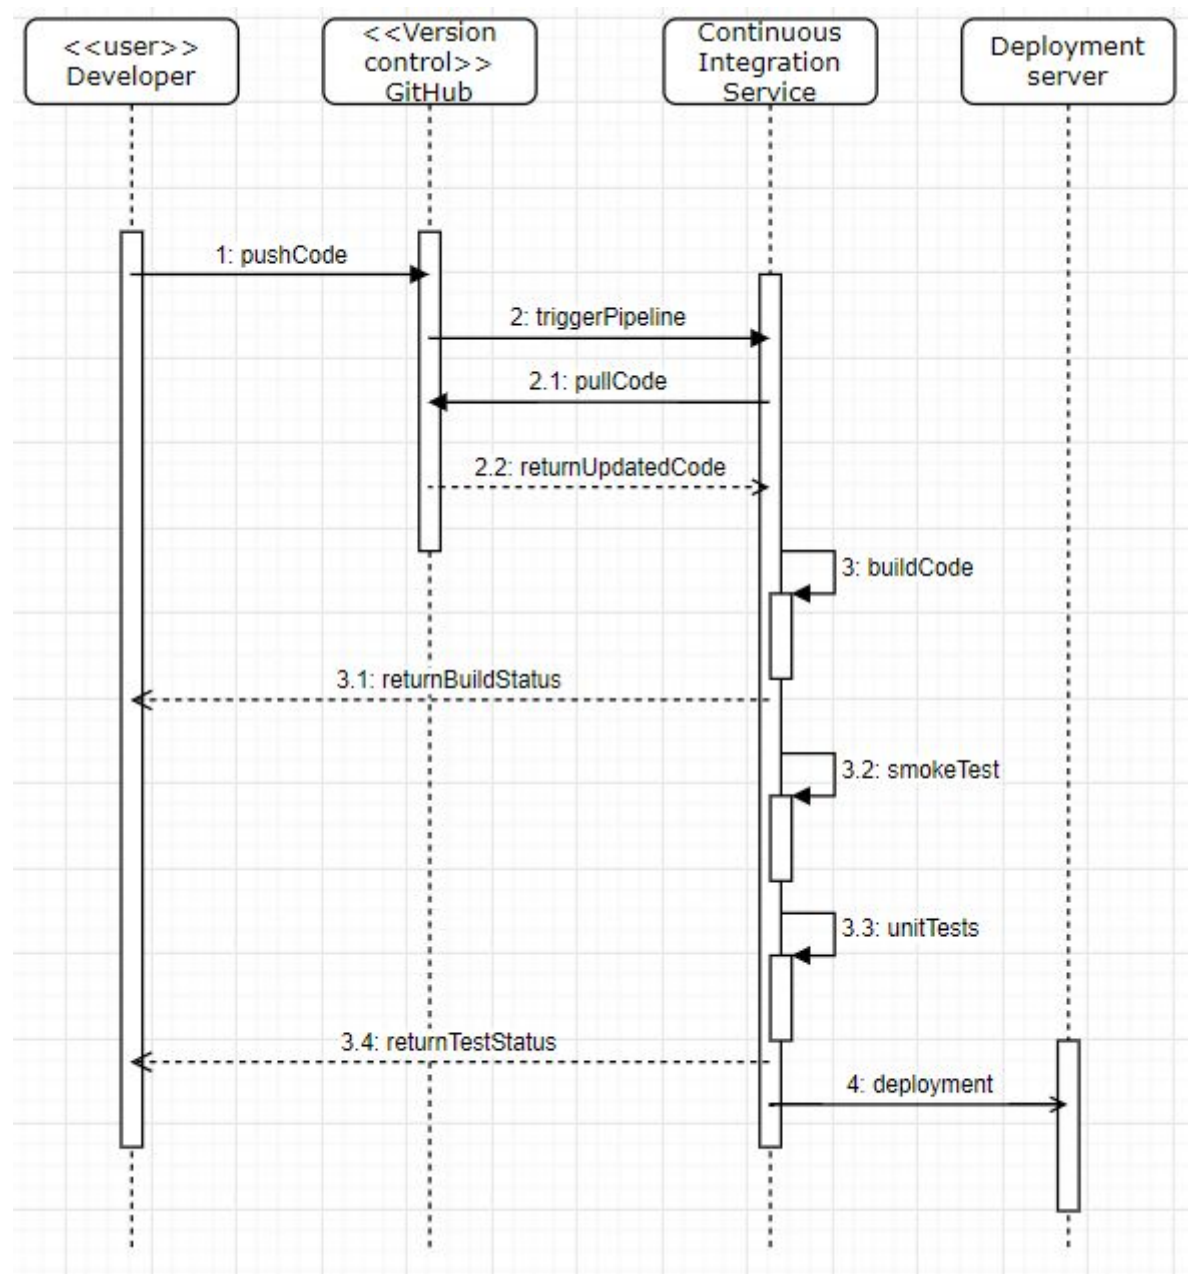 <<user>>
Developer
<<Version
control>>
GitHub
Continuous
Integration
Service
Deployment
server
1: pushCode
2: triggerPipeline
2.1: pullCode
2.2: returnUpdatedCode
3: buildCode
3.1: returnBuildStatus
3.2: smokeTest
3.3: unitTests
3.4: returnTestStatus
4: deployment